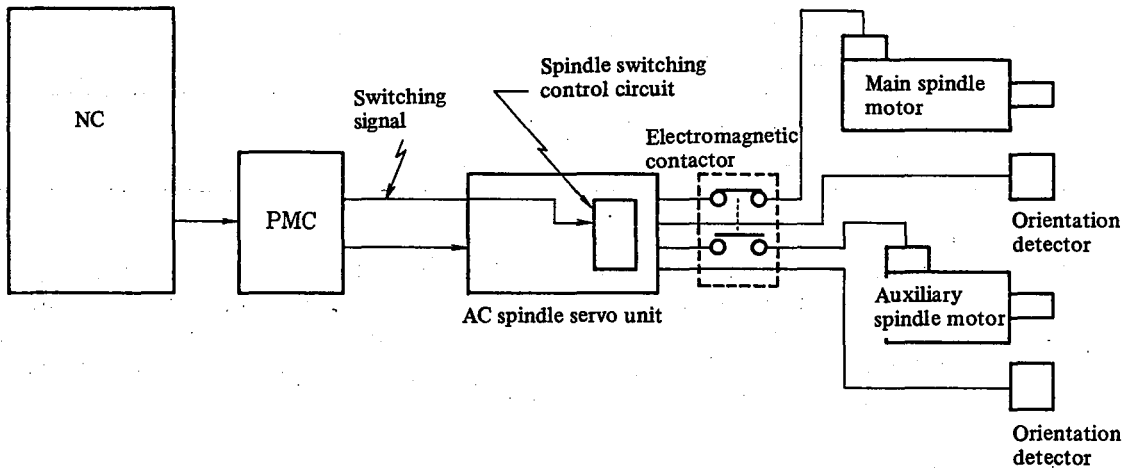 NC
Switching
signal
PMC
Spindle switching
control circuit
AC spindle servo unit
Electromagnetic
contactor
Main spindle
motor
Orientation
detector
Auxiliary
spindle motor
Orientation
detector